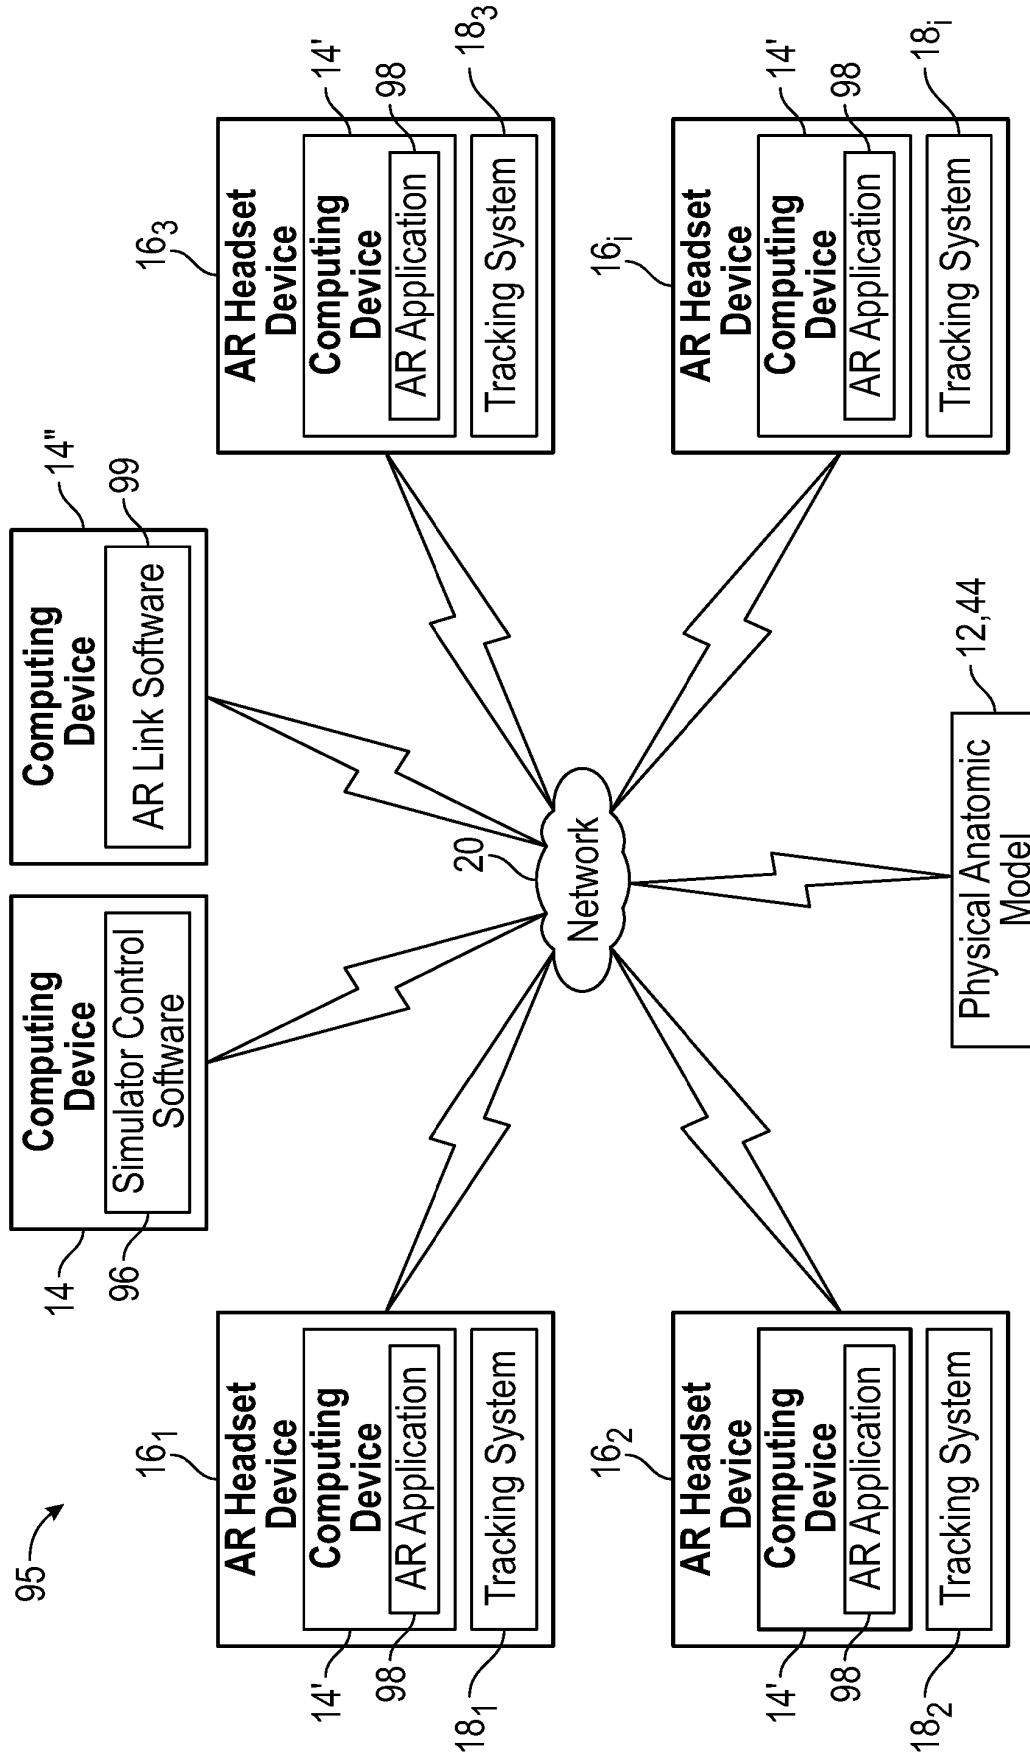 95
14
Computing
Device
Simulator Control
Software
96
14"
Computing
Device
AR Link Software
99
16₁
AR Headset
Device
Computing
Device
AR Application
Tracking System
14'
98
18₁
16₃
AR Headset
Device
Computing
Device
AR Application
Tracking System
14'
98
18₃
20
Network
16₂
AR Headset
Device
Computing
Device
AR Application
Tracking System
14'
98
18₂
16ᵢ
AR Headset
Device
Computing
Device
AR Application
Tracking System
14'
98
18ᵢ
Physical Anatomic
Model
12,44